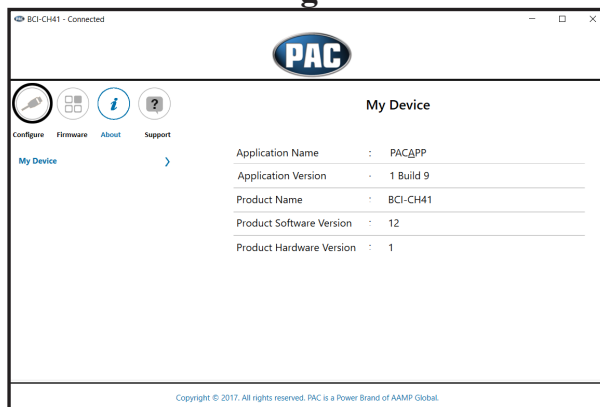 g
BCI-CH41 - Connected
PAC
My Device
Configure Firmware About Support
My Device
Application Name : PACAPP
Application Version : 1 Build 9
Product Name : BCI-CH41
Product Software Version : 12
Product Hardware Version : 1
Copyright © 2017. All rights reserved. PAC is a Power Brand of AAMP Global.